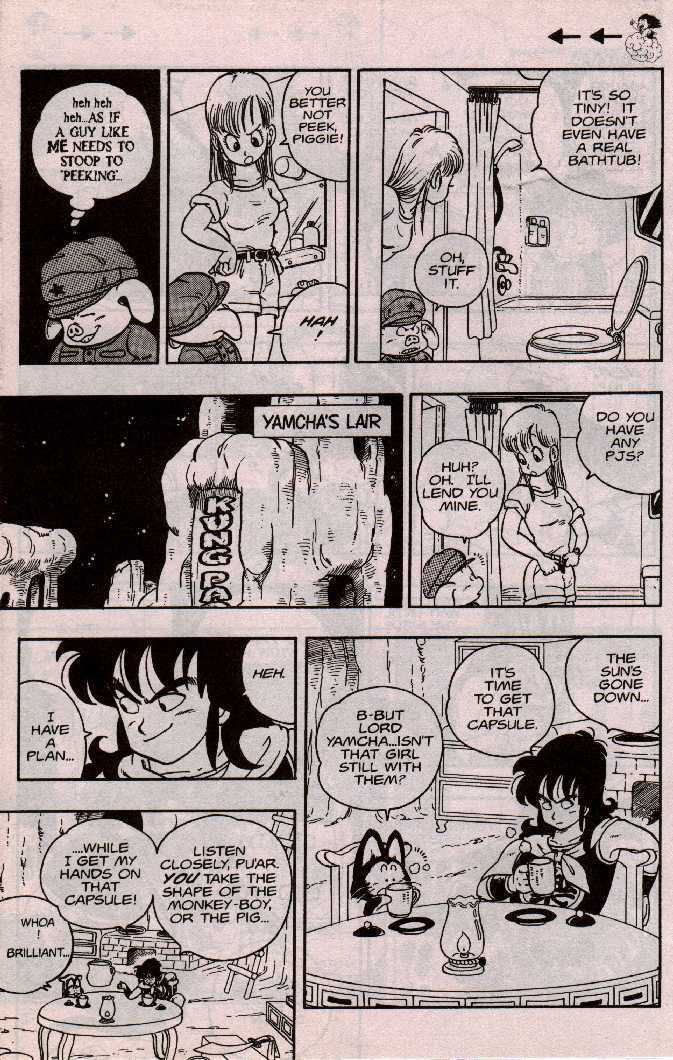 IT'S SO
TINY! IT
DOESN'T
EVEN HAVE
A REAL
BATHTUB!
OH,
STUFF
IT.
YOU
BETTER
NOT
PEEK,
PIGGIE!
HAH
!
heh heh
heh...AS IF
A GUY LIKE
ME NEEDS TO
STOOP TO
"PEEKING"...
DO YOU
HAVE
ANY
PJS?
HUH?
OH. I'LL
LEND YOU
MINE.
YAMCHA'S LAIR
KUNG PA
THE
SUN'S
GONE
DOWN...
IT'S
TIME
TO GET
THAT
CAPSULE.
B-BUT
LORD
YAMCHA...ISN'T
THAT GIRL
STILL WITH
THEM?
HEH.
I
HAVE
A
PLAN...
LISTEN
CLOSELY, PU'AR.
YOU TAKE
THE
SHAPE OF THE
MONKEY-BOY,
OR THE PIG...
....WHILE
I GET MY
HANDS ON
THAT
CAPSULE!
WHOA
!
BRILLIANT...